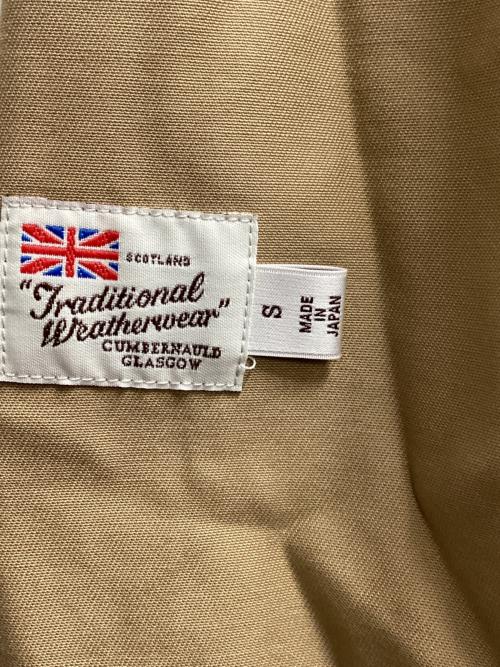 SCOTLAND
"Traditional
Weatherwear"
CUMBERNAULD
GLASGOW
S
MADE
IN
JAPAN